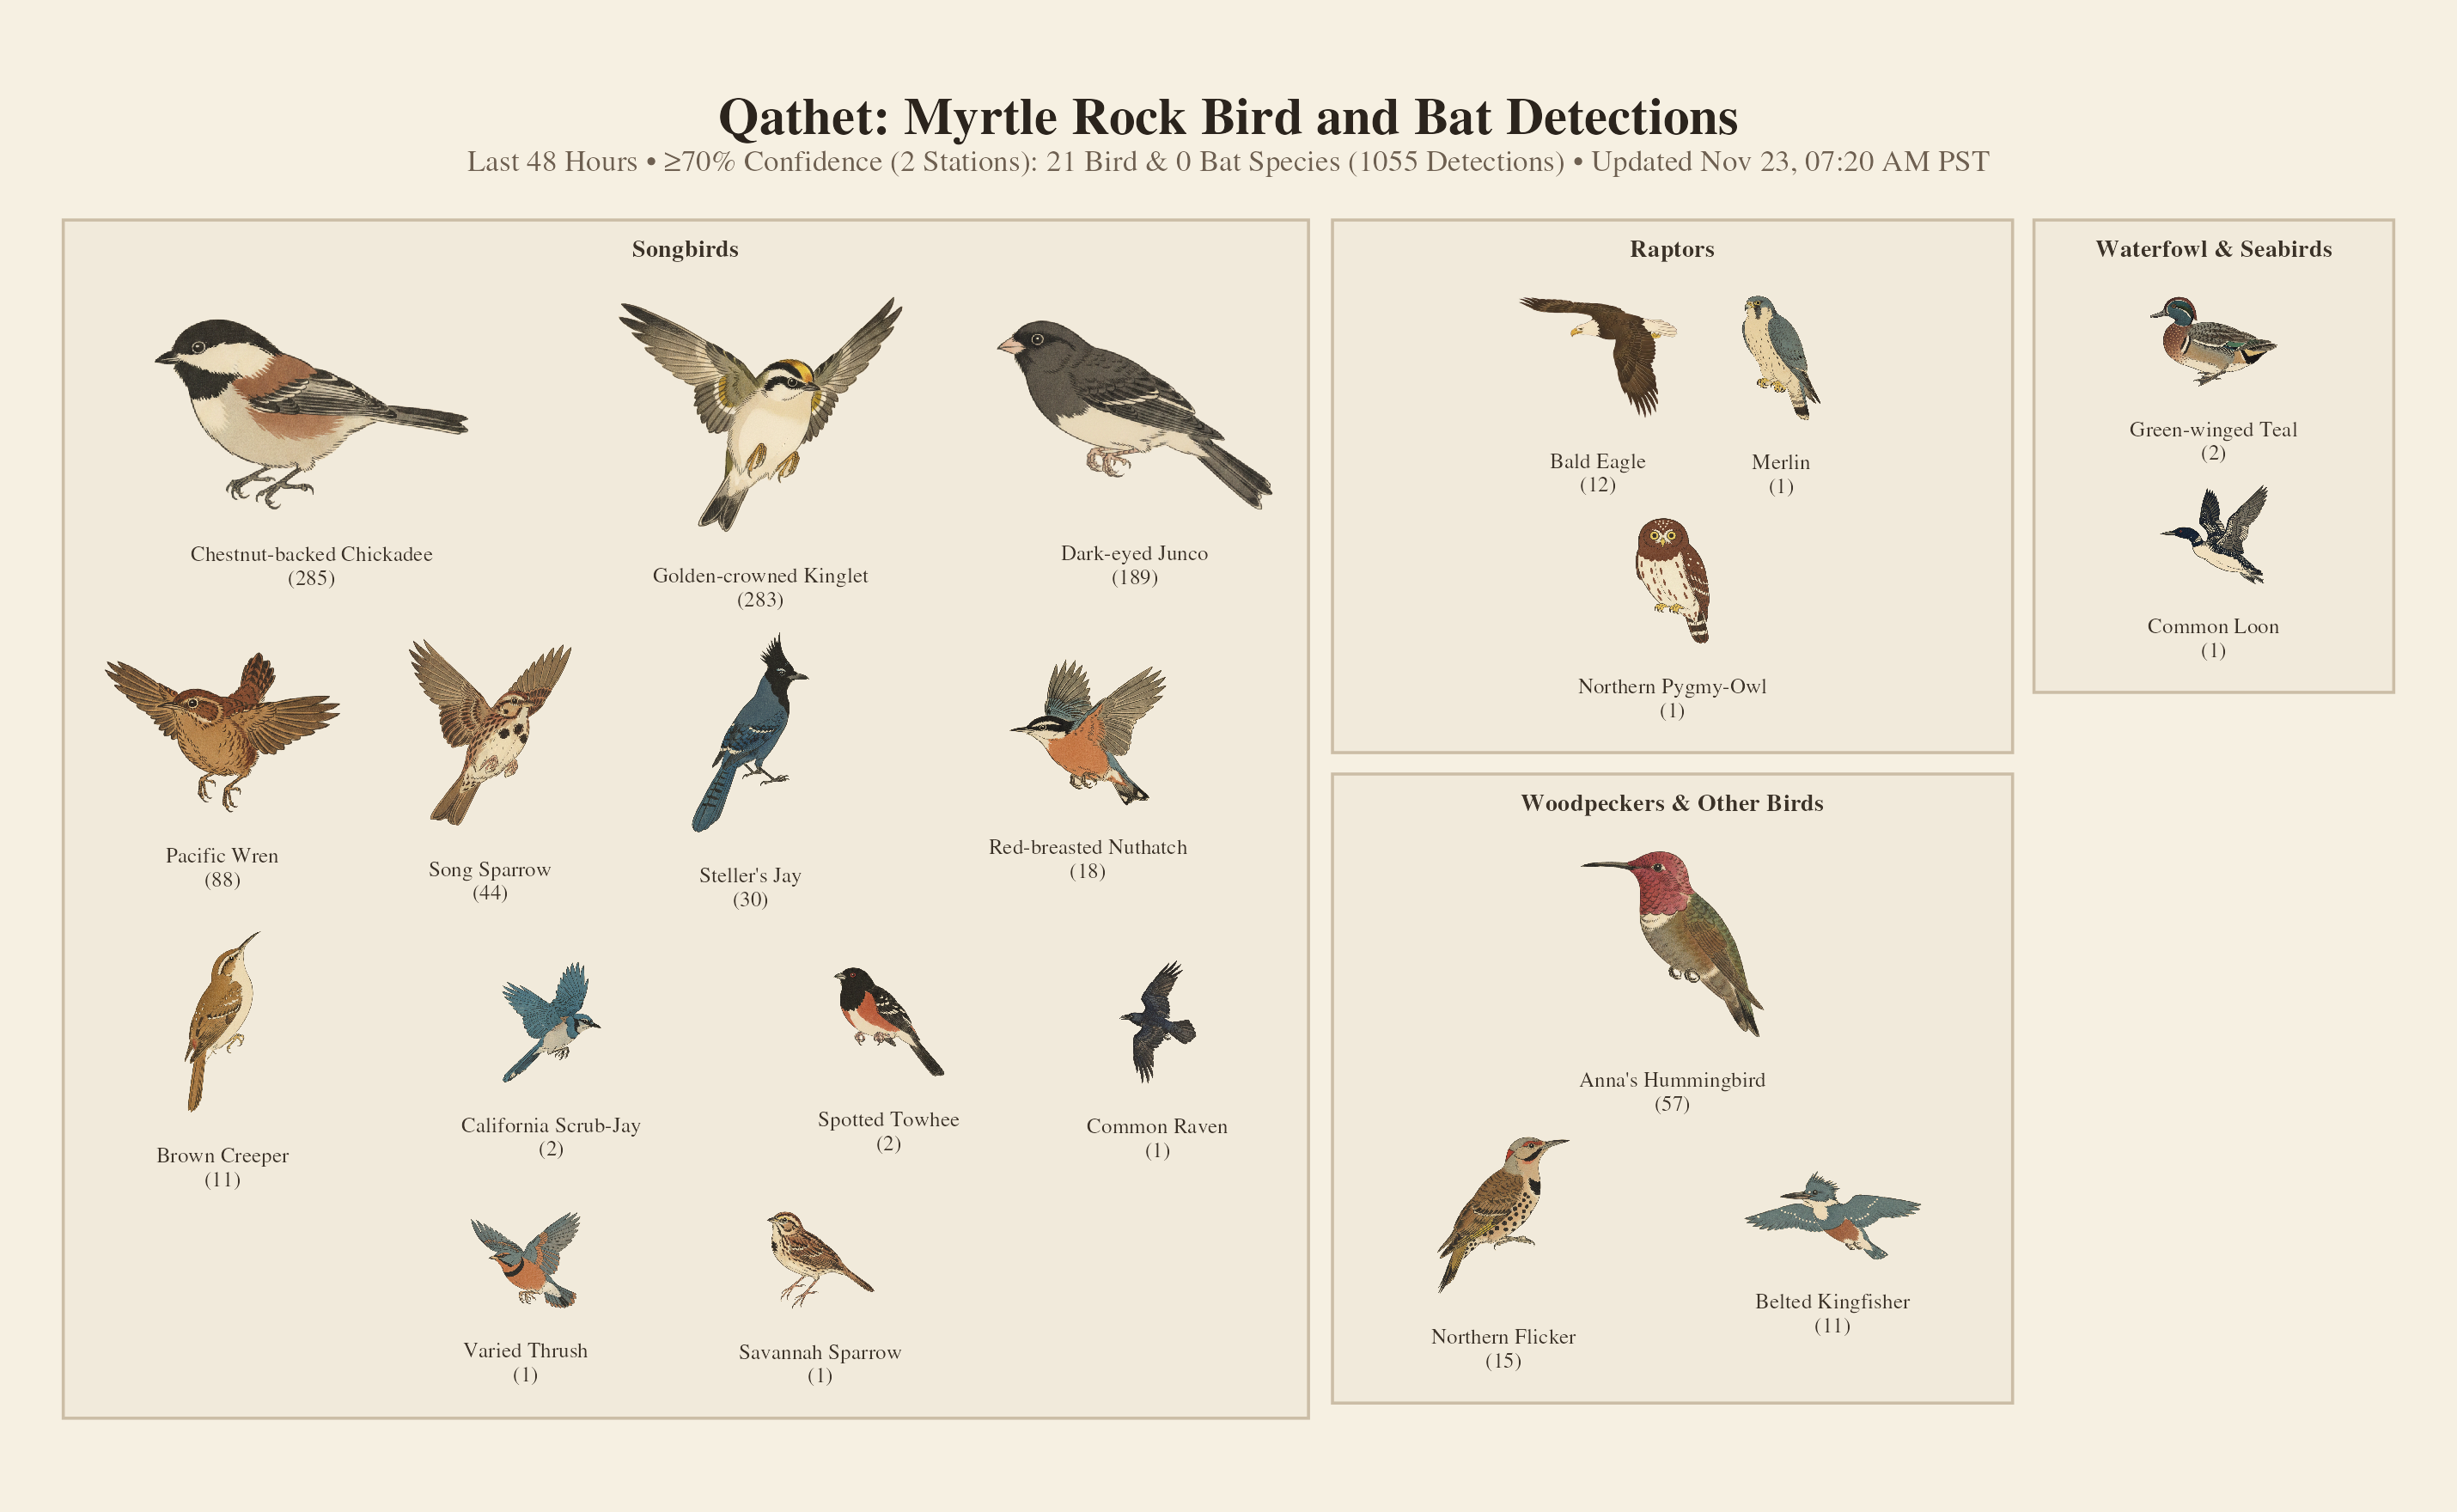 Qathet: Myrtle Rock Bird and Bat Detections
Last 48 Hours • ≥70% Confidence (2 Stations): 21 Bird & 0 Bat Species (1055 Detections) • Updated Nov 23, 07:20 AM PST
Songbirds
Chestnut-backed Chickadee
(285)
Golden-crowned Kinglet
(283)
Dark-eyed Junco
(189)
Pacific Wren
(88)
Song Sparrow
(44)
Steller's Jay
(30)
Red-breasted Nuthatch
(18)
Brown Creeper
(11)
California Scrub-Jay
(2)
Spotted Towhee
(2)
Common Raven
(1)
Varied Thrush
(1)
Savannah Sparrow
(1)
Raptors
Bald Eagle
(12)
Merlin
(1)
Northern Pygmy-Owl
(1)
Woodpeckers & Other Birds
Anna's Hummingbird
(57)
Northern Flicker
(15)
Belted Kingfisher
(11)
Waterfowl & Seabirds
Green-winged Teal
(2)
Common Loon
(1)